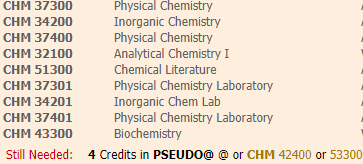 CHM 37300 Physical Chemistry
CHM 34200 Inorganic Chemistry
CHM 37400 Physical Chemistry
CHM 32100 Analytical Chemistry I
CHM 51300 Chemical Literature
CHM 37301 Physical Chemistry Laboratory
CHM 34201 Inorganic Chem Lab
CHM 37401 Physical Chemistry Laboratory
CHM 43300 Biochemistry
Still Needed: 4 Credits in PSEUDO@ @ or CHM 42400 or 53300